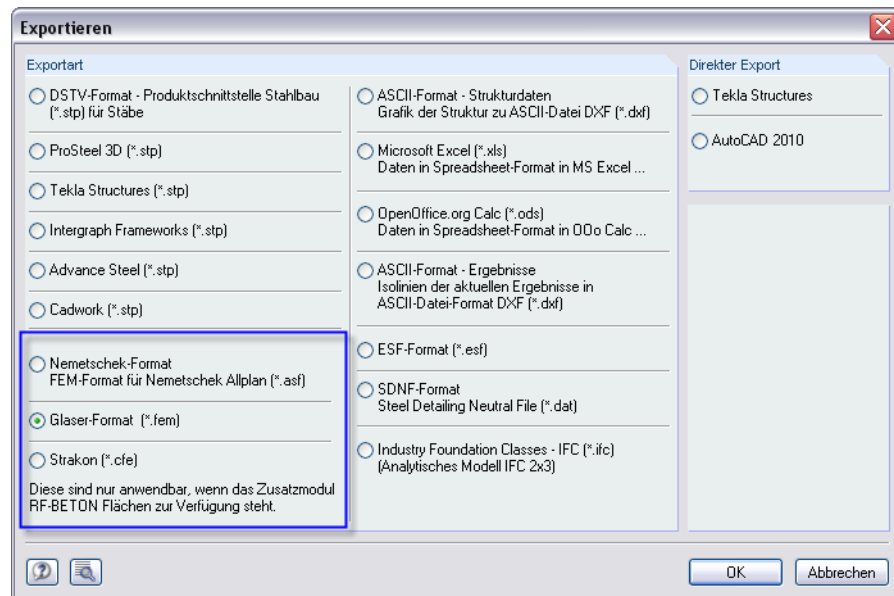 Exportieren
Exportart
DSTV-Format - Produktschnittstelle Stahlbau
(*.stp) für Stäbe
ProSteel 3D (*.stp)
Tekla Structures (*.stp)
Intergraph Frameworks (*.stp)
Advance Steel (*.stp)
Cadwork (*.stp)
Nemetschek-Format
FEM-Format für Nemetschek Allplan (*.asf)
Glaser-Format (*.fem)
Strakon (*.cfe)
Diese sind nur anwendbar, wenn das Zusatzmodul
RF-BETON Flächen zur Verfügung steht.
ASCII-Format - Strukturdaten
Grafik der Struktur zu ASCII-Datei DXF (*.dxf)
Microsoft Excel (*.xls)
Daten in Spreadsheet-Format in MS Excel ...
OpenOffice.org Calc (*.ods)
Daten in Spreadsheet-Format in OOo Calc ...
ASCII-Format - Ergebnisse
Isolinien der aktuellen Ergebnisse in
ASCII-Datei-Format DXF (*.dxf)
ESF-Format (*.esf)
SDNF-Format
Steel Detailing Neutral File (*.dat)
Industry Foundation Classes - IFC (*.ifc)
(Analytisches Modell IFC 2x3)
Direkter Export
Tekla Structures
AutoCAD 2010
OK
Abbrechen